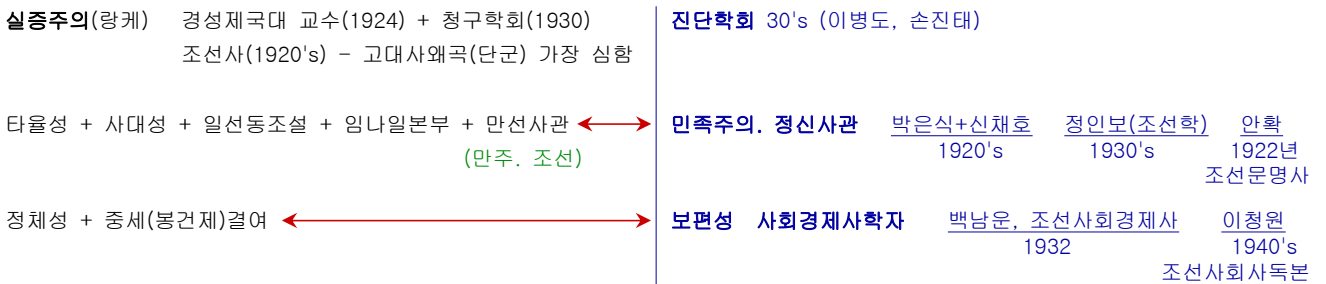 실증주의(랑케) 경성제국대 교수(1924) + 청구학회(1930)
조선사(1920's) - 고대사왜곡(단군) 가장 심함
진단학회 30's (이병도, 손진태)
타율성 + 사대성 + 일선동조설 + 임나일본부 + 만선사관
(만주. 조선)
민족주의. 정신사관 박은식+신채호 정인보(조선학) 안확
1920's 1930's 1922년
조선문명사
정체성 + 중세(봉건제)결여
보편성 사회경제사학자 백남운, 조선사회경제사 이청원
1932 1940's
조선사회사독본